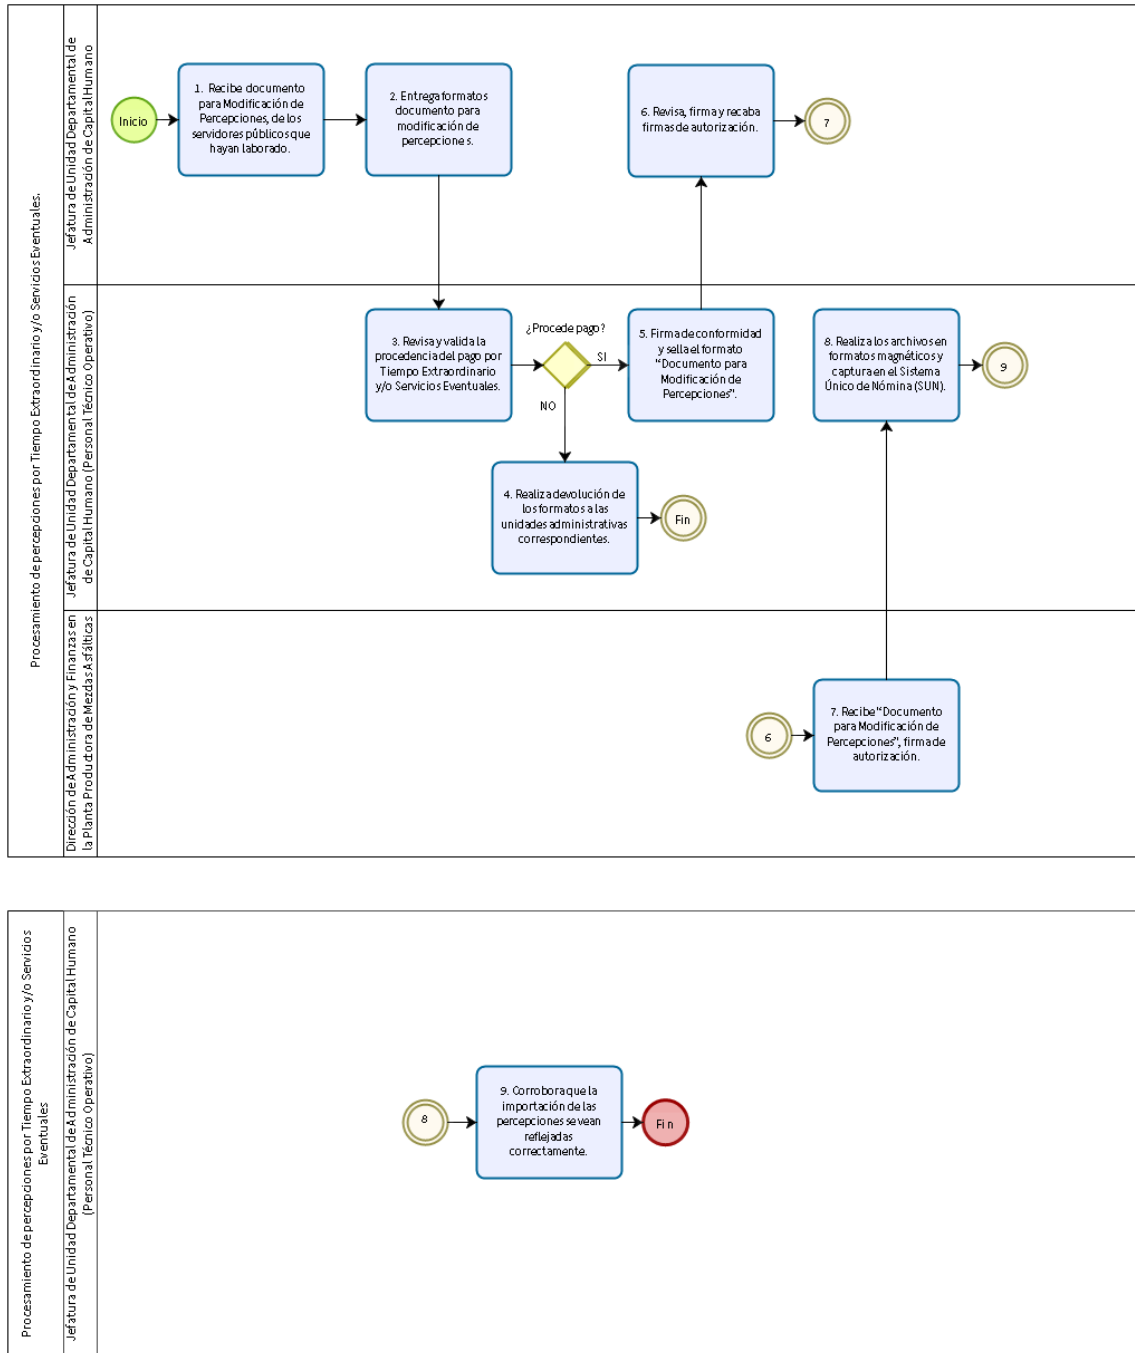 Procesamiento de percepciones por Tiempo Extraordinario y/o Servicios Eventuales.
Jefatura de Unidad Departamental de
Administración de Capital Humano
Inicio
1. Recibe documento
para Modificación de
Percepciones, de los
servidores públicos que
hayan laborado.
2. Entrega formatos
documento para
modificación de
percepciones.
6. Revisa, firma y recaba
firmas de autorización.
7
Jefatura de Unidad Departamental de Administración
de Capital Humano (Personal Técnico Operativo)
3. Revisa y valida la
procedencia del pago por
Tiempo Extraordinario
y/o Servicios Eventuales.
¿Procede pago?
SI
NO
5. Firma de conformidad
y sella el formato
"Documento para
Modificación de
Percepciones".
8. Realiza los archivos en
formatos magnéticos y
captura en el Sistema
Único de Nómina (SUN).
9
4. Realiza devolución de
los formatos a las
unidades administrativas
correspondientes.
Fin
Dirección de Administración y Finanzas en
la Planta Productora de Mezclas Asfálticas
6
7. Recibe "Documento
para Modificación de
Percepciones", firma de
autorización.
Procesamiento de percepciones por Tiempo Extraordinario y/o Servicios
Eventuales
Jefatura de Unidad Departamental de Administración de Capital Humano
(Personal Técnico Operativo)
8
9. Corrobora que la
importación de las
percepciones se vean
reflejadas
correctamente.
Fin